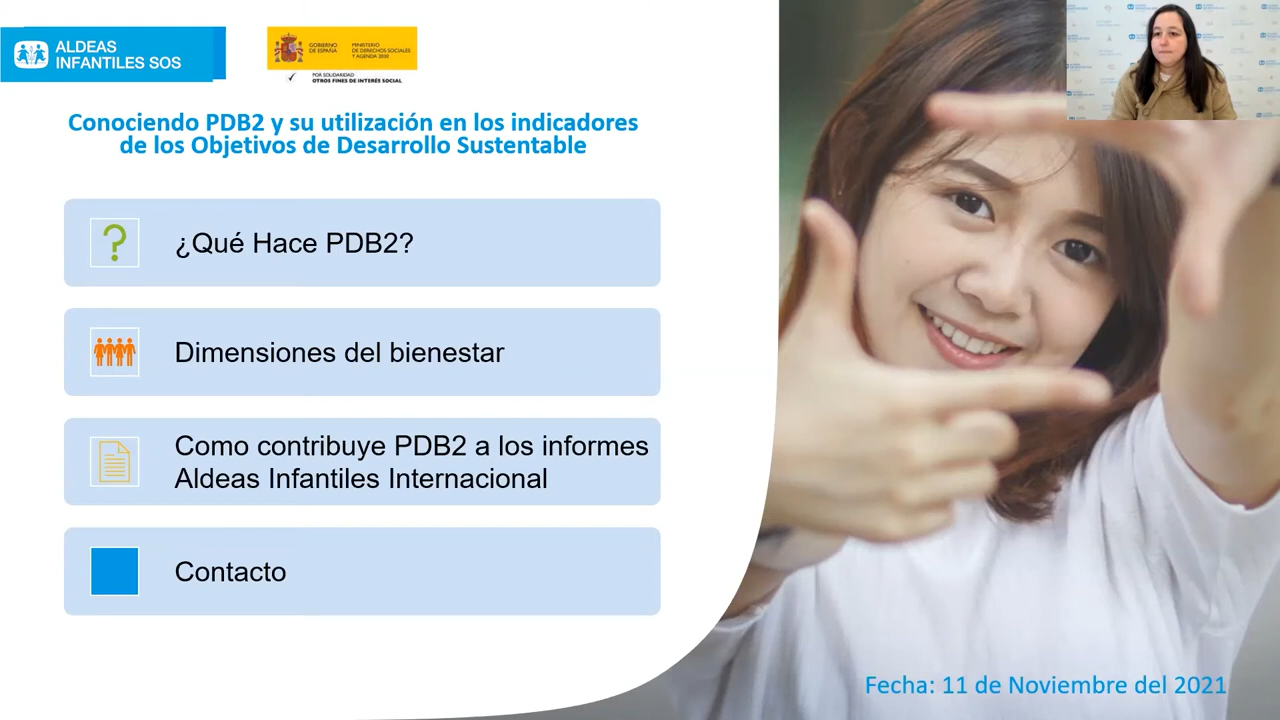 ALDEAS
INFANTILES SOS
GOBIERNO
DE ESPAÑA
MINISTERIO
DE DERECHOS SOCIALES
Y AGENDA 2030
POR SOLIDARIDAD
OTROS FINES DE INTERÉS SOCIAL
Conociendo PDB2 y su utilización en los indicadores
de los Objetivos de Desarrollo Sustentable
¿Qué Hace PDB2?
Dimensiones del bienestar
Como contribuye PDB2 a los informes
Aldeas Infantiles Internacional
Contacto
Fecha: 11 de Noviembre del 2021